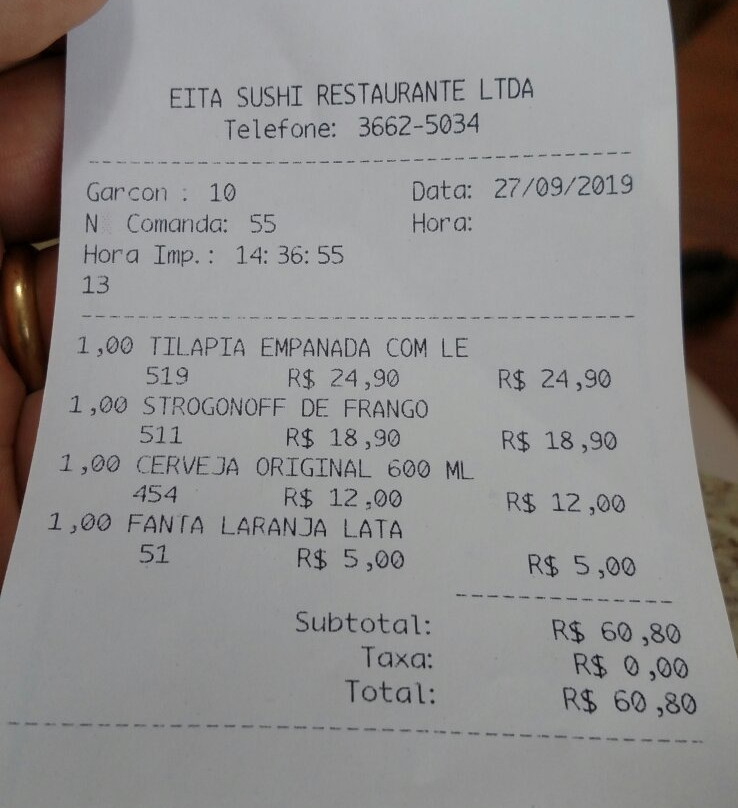 EITA SUSHI RESTAURANTE LTDA
Telefone: 3662-5034
Garcon : 10 Data: 27/09/2019
N Comanda: 55 Hora:
Hora Imp.: 14:36:55
13
1,00 TILAPIA EMPANADA COM LE
519 R$ 24,90 R$ 24,90
1,00 STROGONOFF DE FRANGO
511 R$ 18,90 R$ 18,90
1,00 CERVEJA ORIGINAL 600 ML
454 R$ 12,00 R$ 12,00
1,00 FANTA LARANJA LATA
51 R$ 5,00 R$ 5,00
Subtotal: R$ 60,80
Taxa: R$ 0,00
Total: R$ 60,80